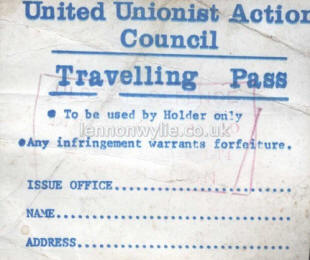 United Unionist Action
Council
Travelling Pass
• To be used by Holder only
lennonwylie.co.uk
•Any infringement warrants forfeiture.
ISSUE OFFICE..............................
NAME.......................................
ADDRESS....................................